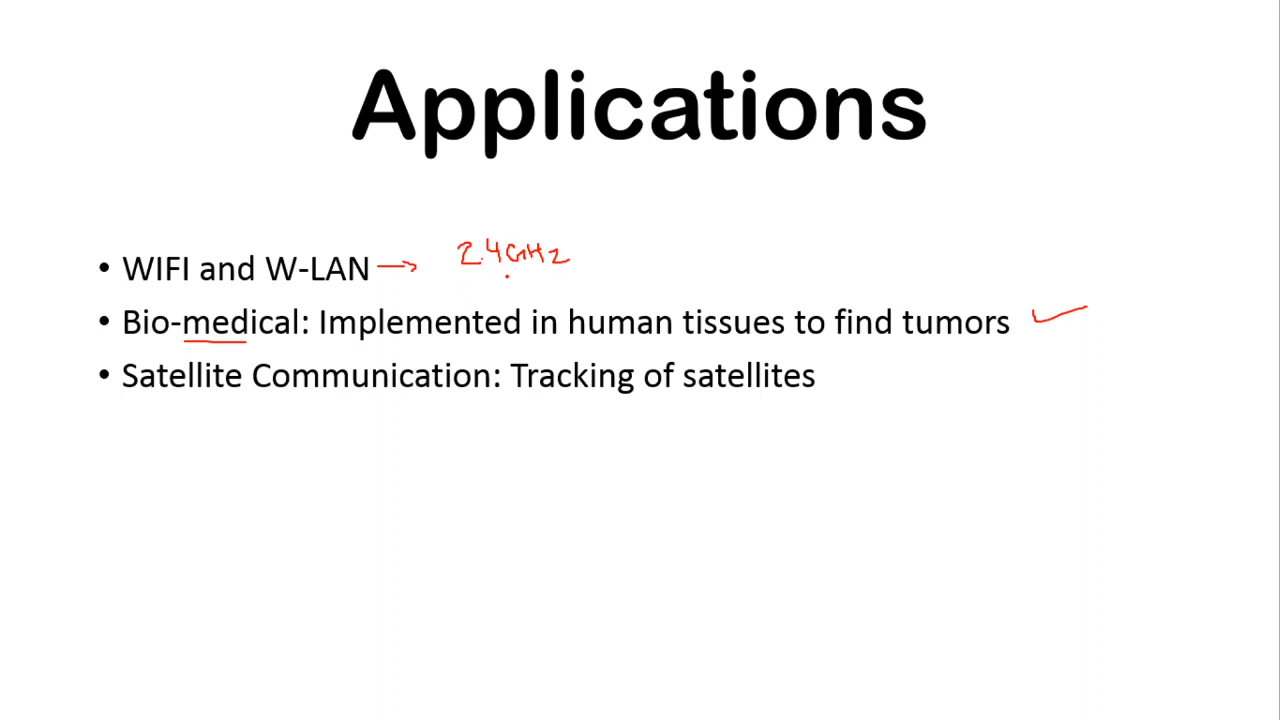 Applications
• WIFI and W-LAN → 2.4GHz
• Bio-medical: Implemented in human tissues to find tumors ✓
• Satellite Communication: Tracking of satellites